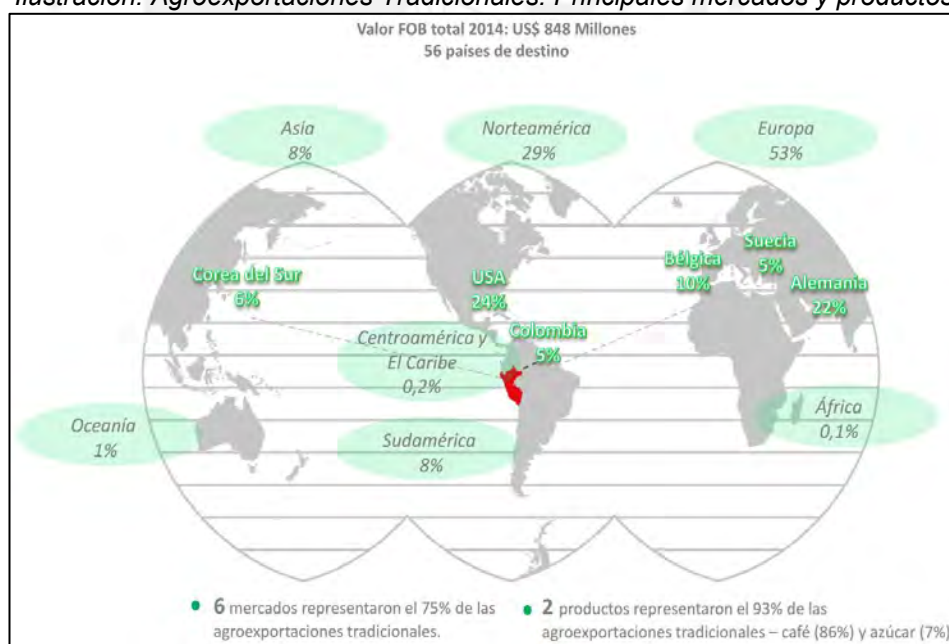 Ilustración. Agroexportaciones Tradicionales. Principales mercados y productos
Valor FOB total 2014: US$ 848 Millones
56 países de destino
Asia
8%
Norteamérica
29%
Europa
53%
Corea del Sur
6%
USA
24%
Bélgica
10%
Suecia
5%
Alemania
22%
Colombia
5%
Centroamérica y
El Caribe
0,2%
Oceanía
1%
Sudamérica
8%
África
0,1%
6 mercados representaron el 75% de las
agroexportaciones tradicionales.
2 productos representaron el 93% de las
agroexportaciones tradicionales – café (86%) y azúcar (7%)